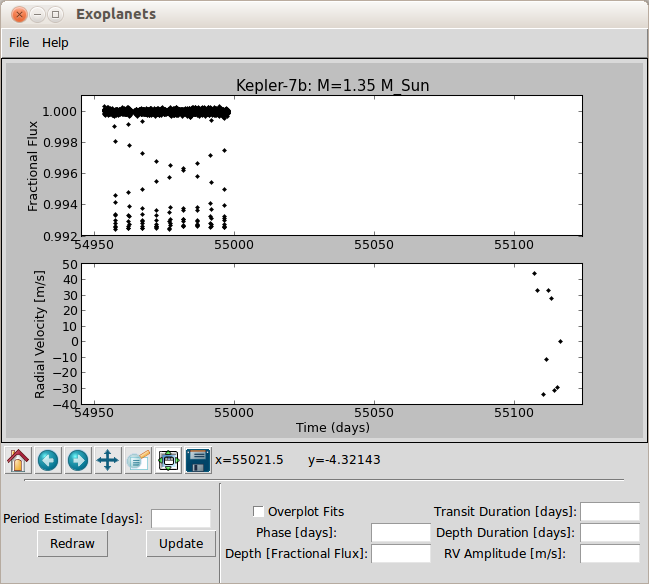 Exoplanets
File Help
Kepler-7b: M=1.35 M_Sun
Fractional Flux
1.000
0.998
0.996
0.994
0.992
54950 55000 55050 55100
Radial Velocity [m/s]
50
40
30
20
10
0
−10
−20
−30
−40
54950 55000 55050 55100
Time (days)
x=55021.5 y=-4.32143
Period Estimate [days]:
Redraw Update
Overplot Fits Transit Duration [days]:
Phase [days]: Depth Duration [days]:
Depth [Fractional Flux]: RV Amplitude [m/s]: